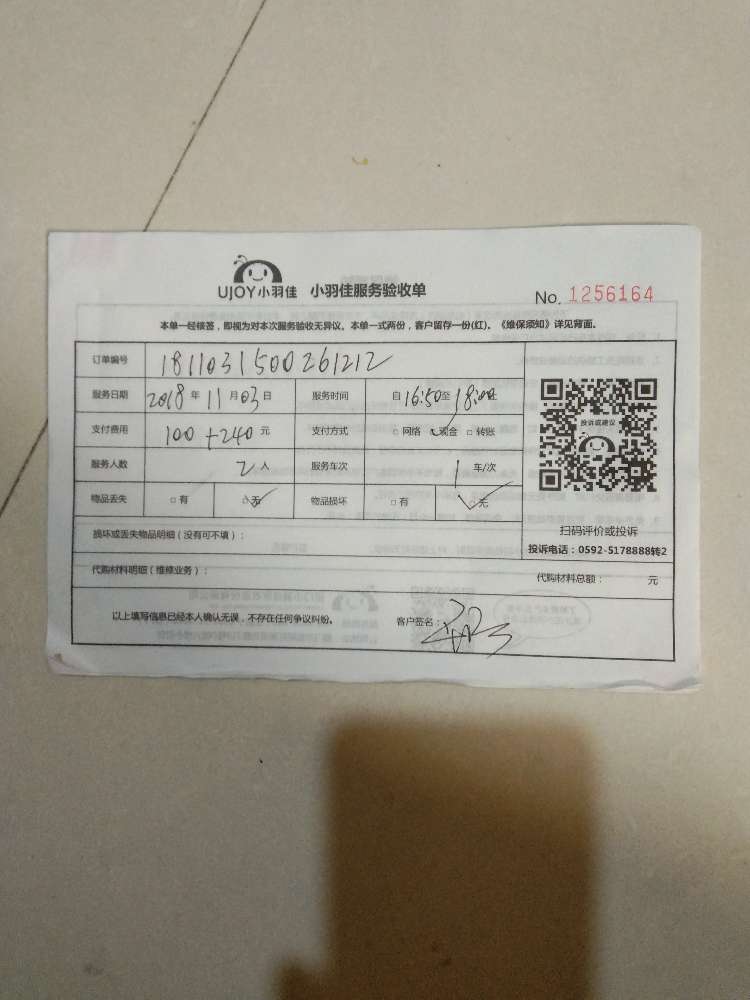 UJOY小羽佳 小羽佳服务验收单 No. 1256164
本单一经核签，即视为对本次服务验收无异议。本单一式两份，客户留存一份(红)。《维保须知》详见背面。
订单编号 181103150026121 2
服务日期 2018 年 11 月 03 日 服务时间 自 16:50 至 18:00 止
支付费用 100 +240 元 支付方式 □ 网络 ✓现金 □ 转账
服务人数 2 人 服务车次 1 车/次
物品丢失 □ 有 ✓无 物品损坏 □ 有 ✓无
投诉或建议
损坏或丢失物品明细（没有可不填）：
扫码评价或投诉
投诉电话：0592-5178888转2
代购材料明细（维修业务）： 代购材料总额： 元
以上填写信息已经本人确认无误，不存在任何争议纠纷。 客户签名：